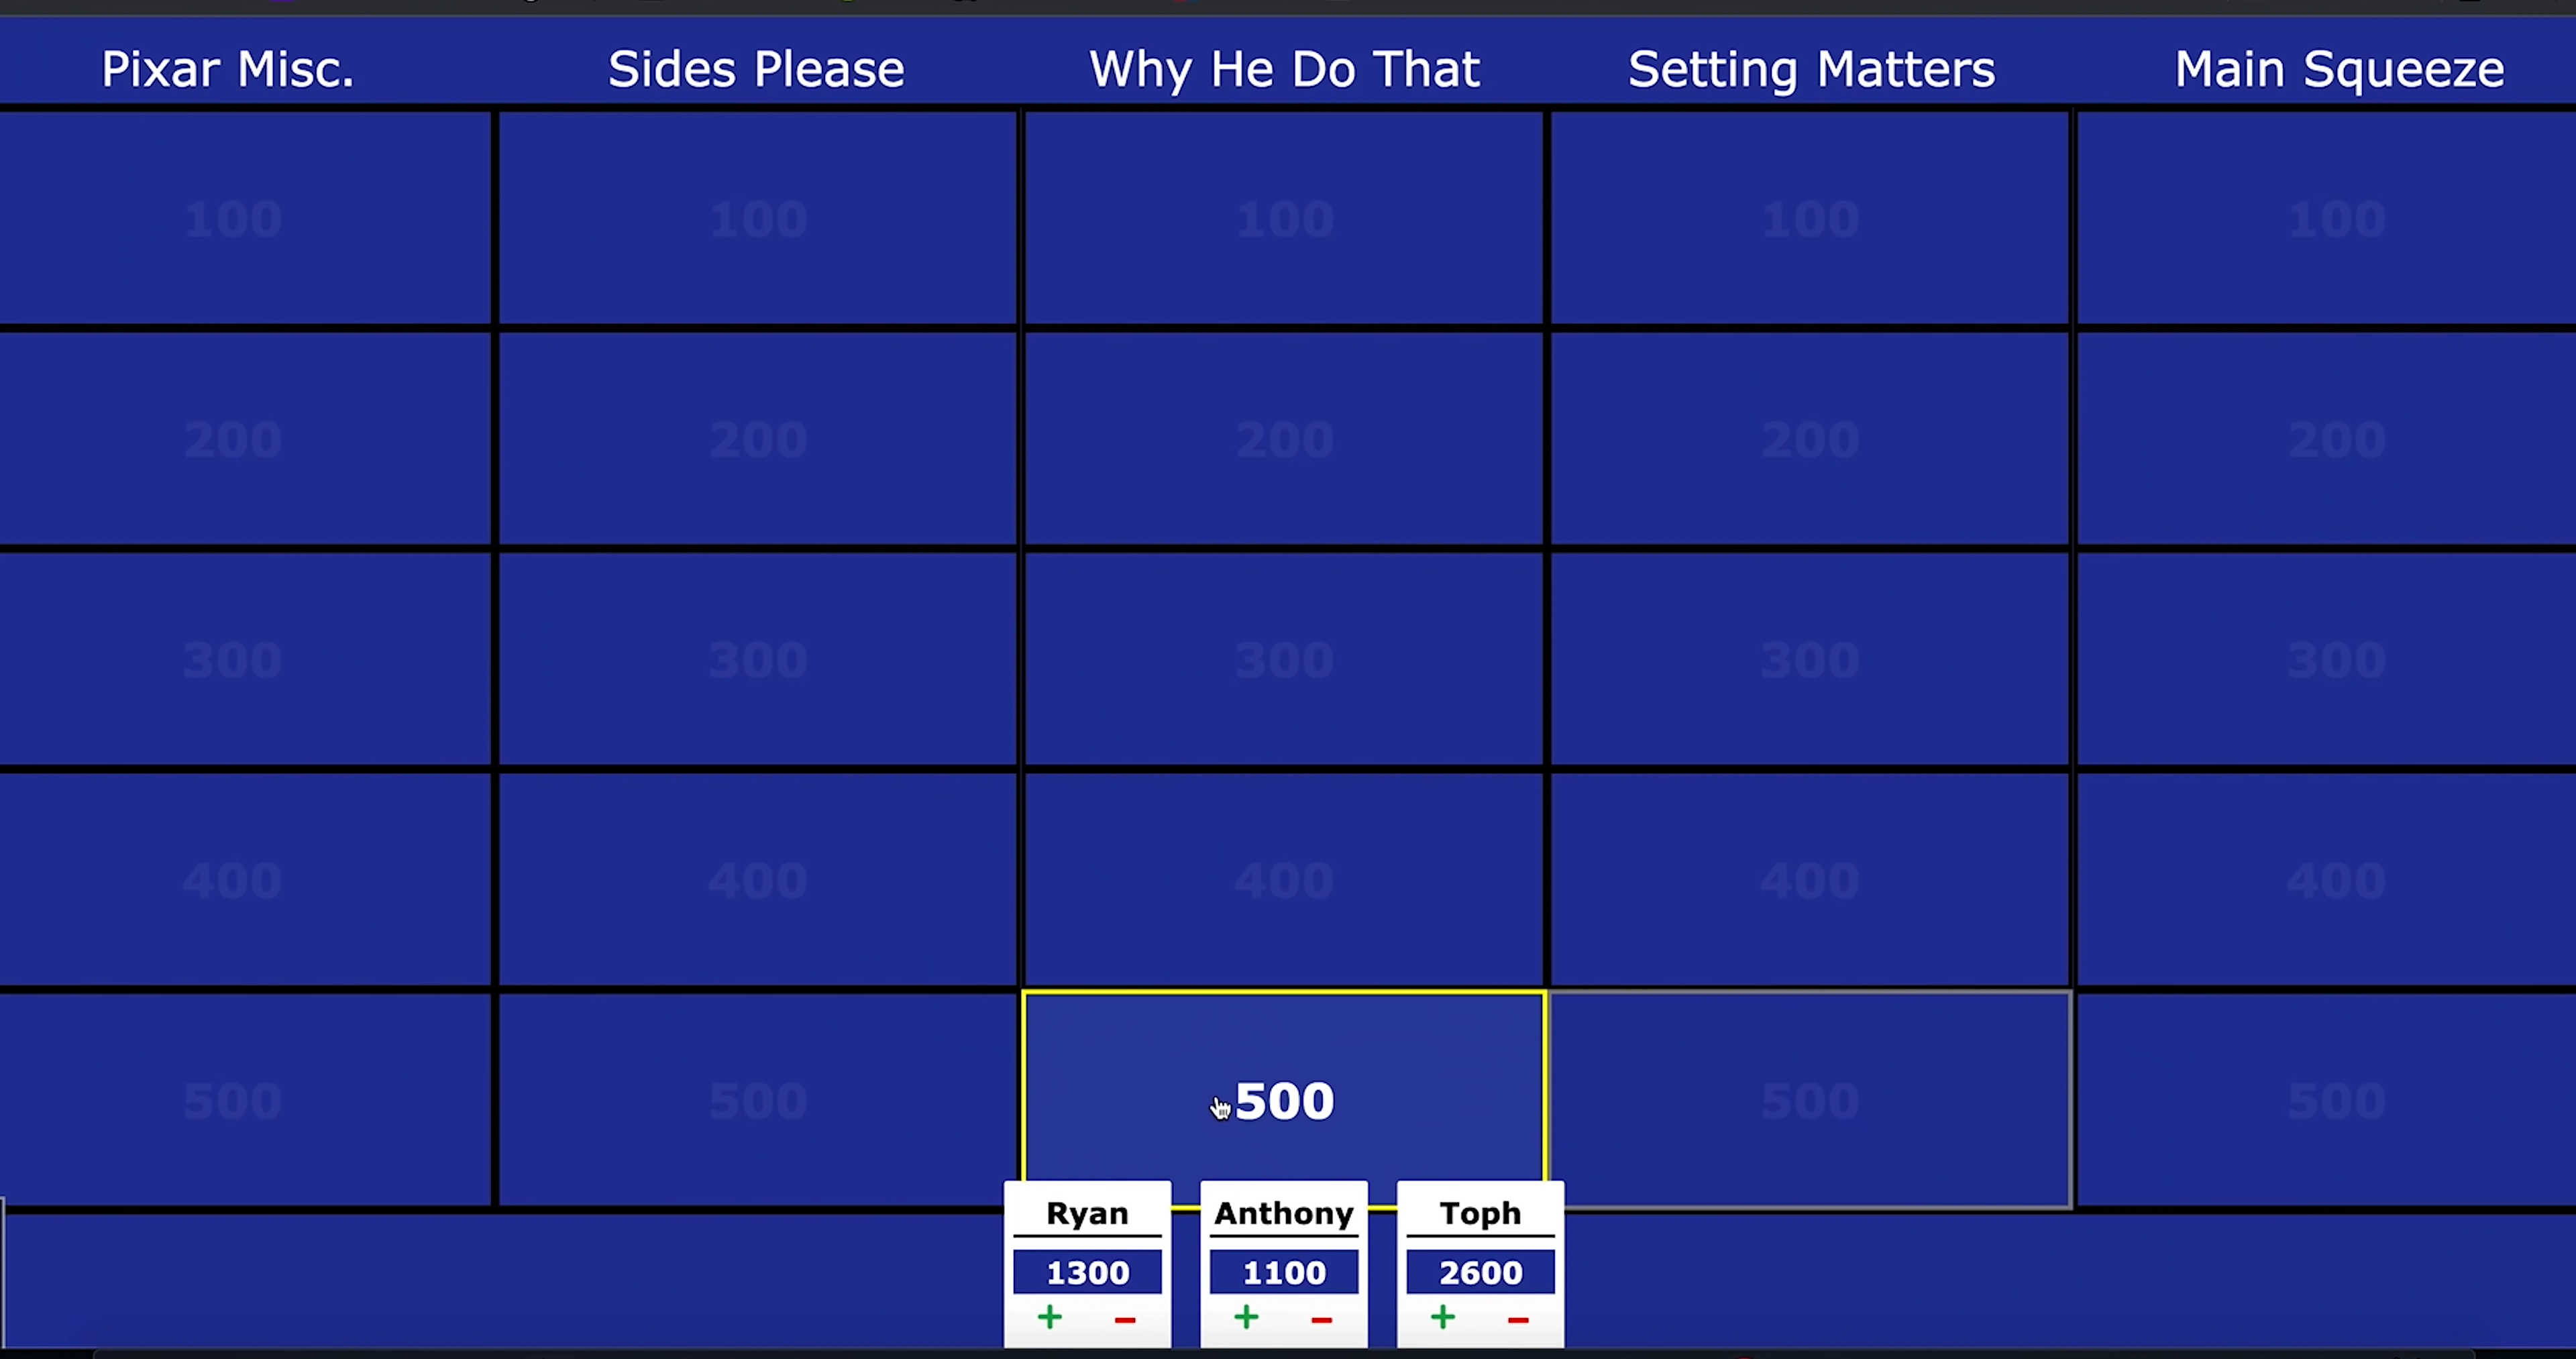 Pixar Misc. Sides Please Why He Do That Setting Matters Main Squeeze
100 100 100 100 100
200 200 200 200 200
300 300 300 300 300
400 400 400 400 400
500 500 500 500 500
Ryan Anthony Toph
1300 1100 2600
+ - + - + -